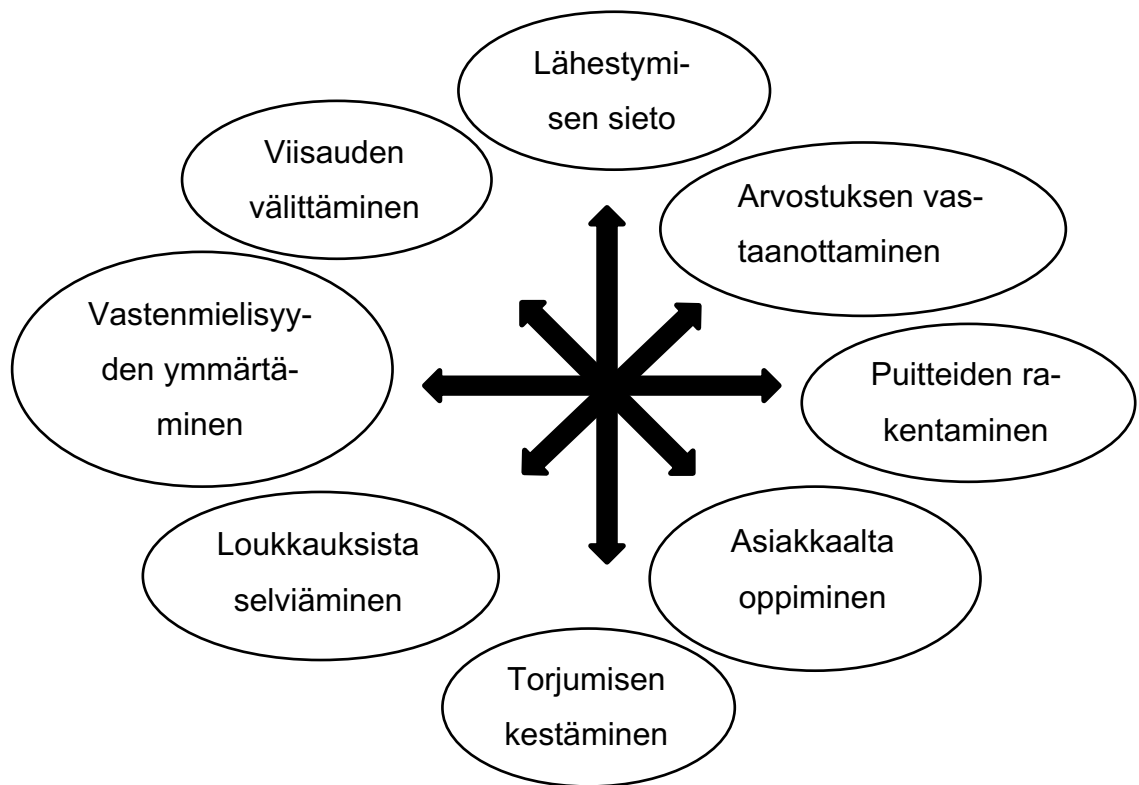 Lähestymi-
sen sieto
Viisauden
välittäminen
Arvostuksen vas-
taanottaminen
Vastenmielisyy-
den ymmärtä-
minen
Puitteiden ra-
kentaminen
Loukkauksista
selviäminen
Asiakkaalta
oppiminen
Torjumisen
kestäminen